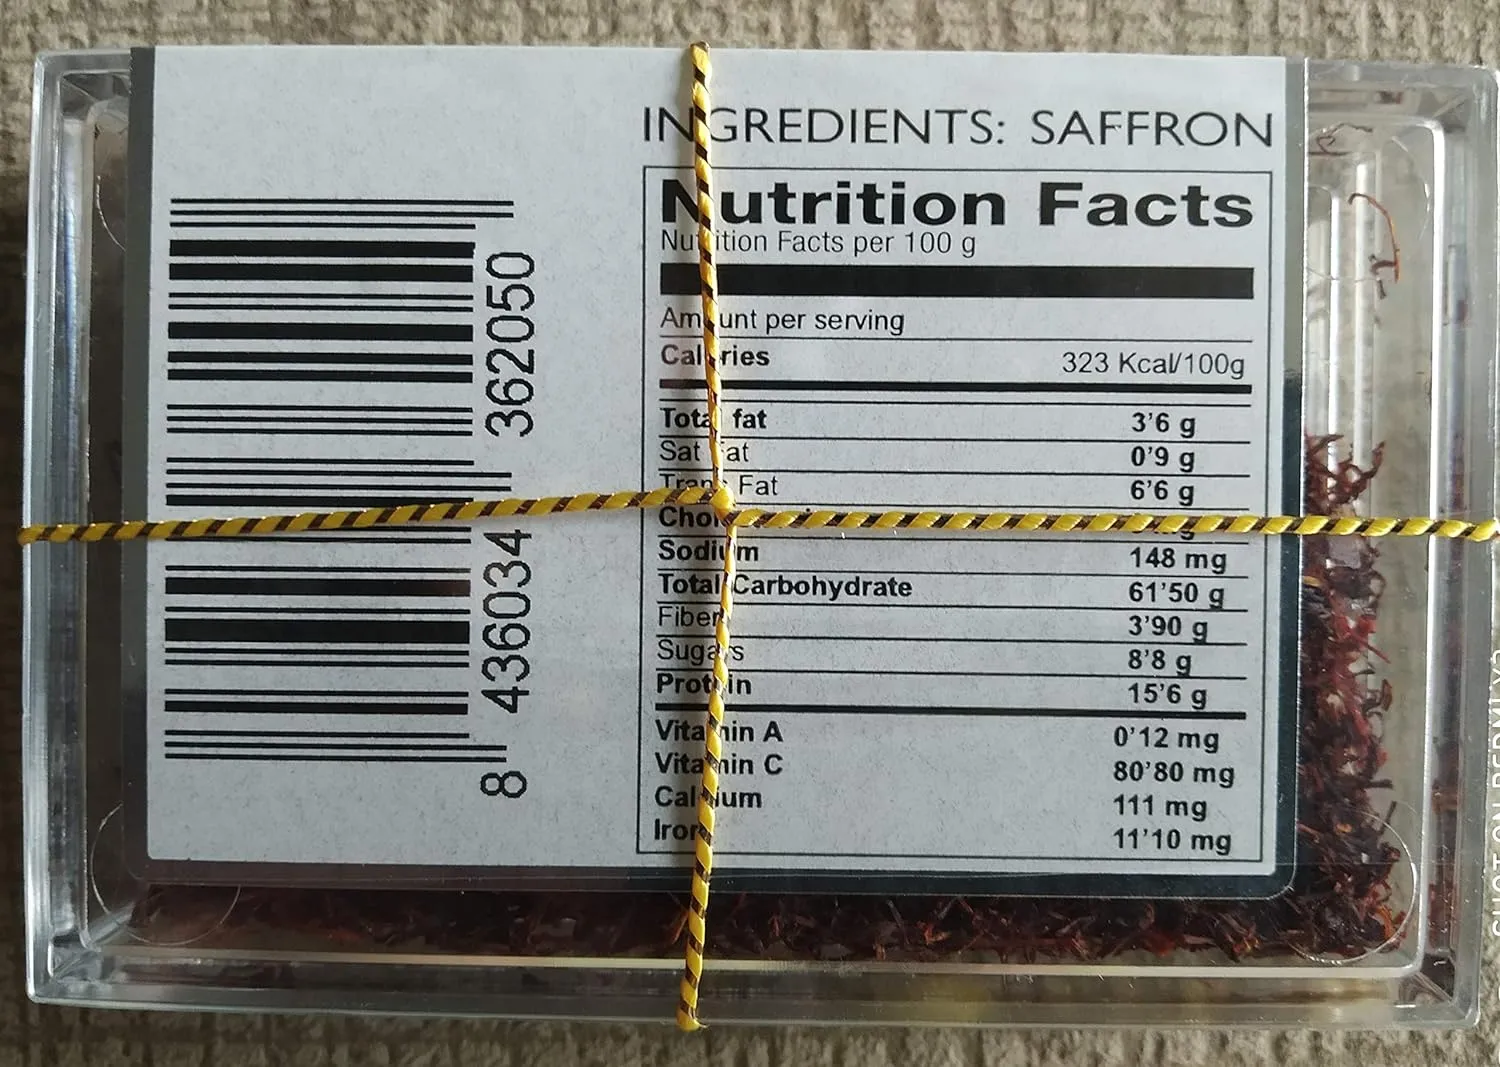 INGREDIENTS: SAFFRON
Nutrition Facts
Nutrition Facts per 100 g
Amount per serving
Calories 323 Kcal/100g
Total fat 3'6 g
Sat Fat 0'9 g
Trans Fat 6'6 g
Sodium 148 mg
Total Carbohydrate 61'50 g
Fiber 3'90 g
Sugars 8'8 g
Protein 15'6 g
Vitamin A 0'12 mg
Vitamin C 80'80 mg
Calcium 111 mg
Iron 11'10 mg
8 436034 362050